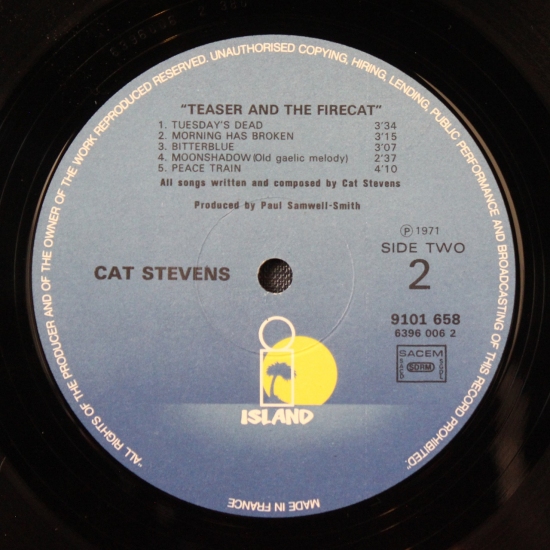 "ALL RIGHTS OF THE PRODUCER AND OF THE OWNER OF THE WORK REPRODUCED RESERVED. UNAUTHORISED COPYING, HIRING, LENDING, PUBLIC PERFORMANCE AND BROADCASTING OF THIS RECORD PROHIBITED."
"TEASER AND THE FIRECAT"
1. TUESDAY'S DEAD 3'34
2. MORNING HAS BROKEN 3'15
3. BITTERBLUE 3'07
4. MOONSHADOW (Old gaelic melody) 2'37
5. PEACE TRAIN 4'10
All songs written and composed by Cat Stevens
Produced by Paul Samwell-Smith
Ⓟ 1971
SIDE TWO
2
CAT STEVENS
9101 658
6396 006 2
SACEM
SDRM
i
ISLAND
MADE IN FRANCE